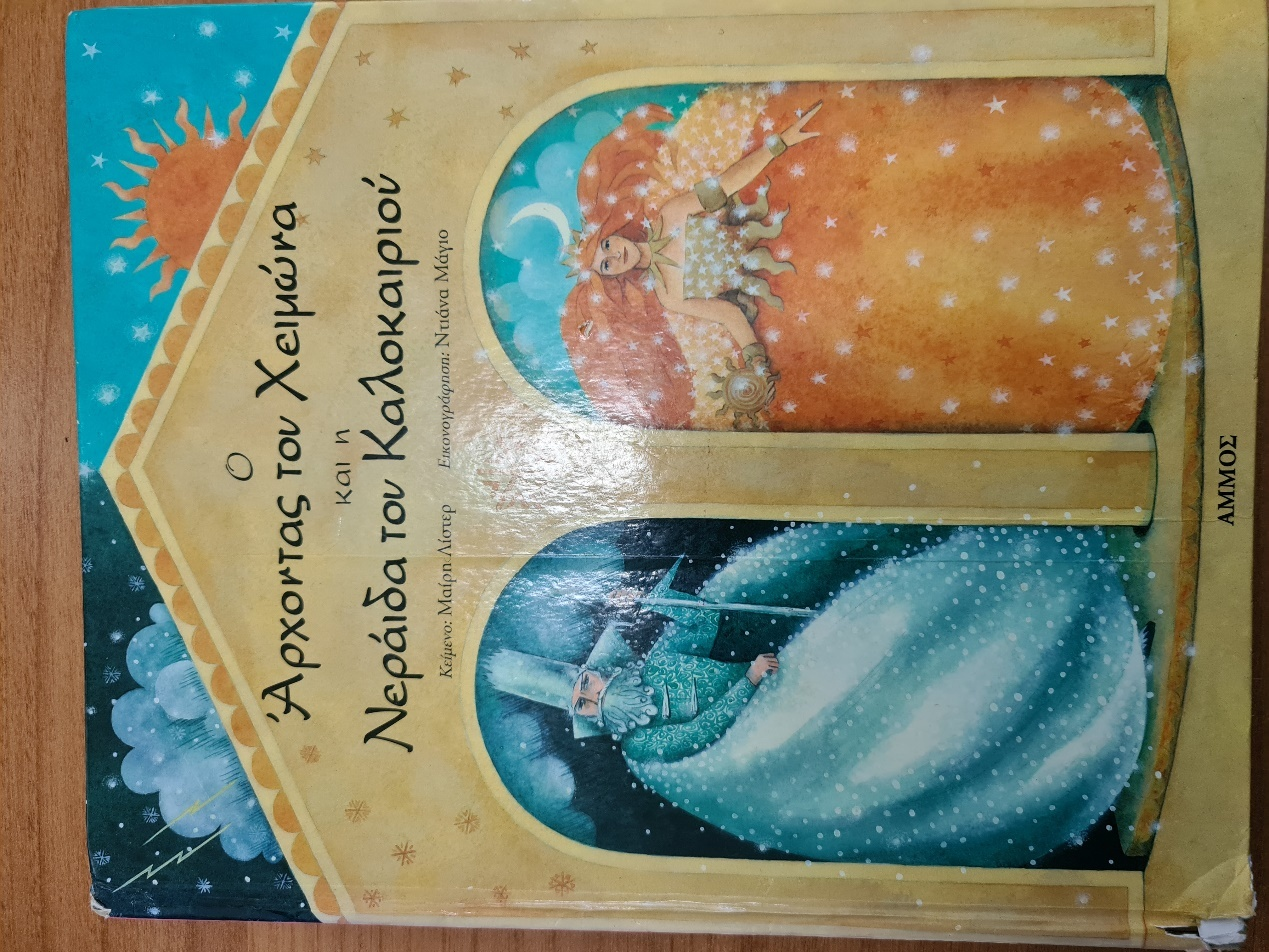 Ο
Άρχοντας του Χειμώνα
και η
Νεράιδα του Καλοκαιριού
Κείμενο: Μαίρη Λίστερ Εικονογράφηση: Ντιάνα Μάγιο
ΑΜΜΟΣ